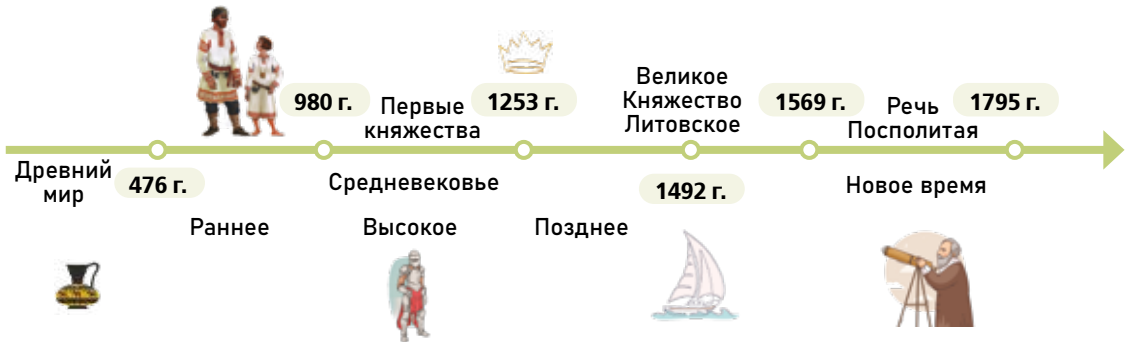 980 г.
Первые
княжества
1253 г.
Великое
Княжество
Литовское
1569 г.
Речь
Посполитая
1795 г.
Древний
мир
476 г.
Средневековье
1492 г.
Новое время
Раннее
Высокое
Позднее